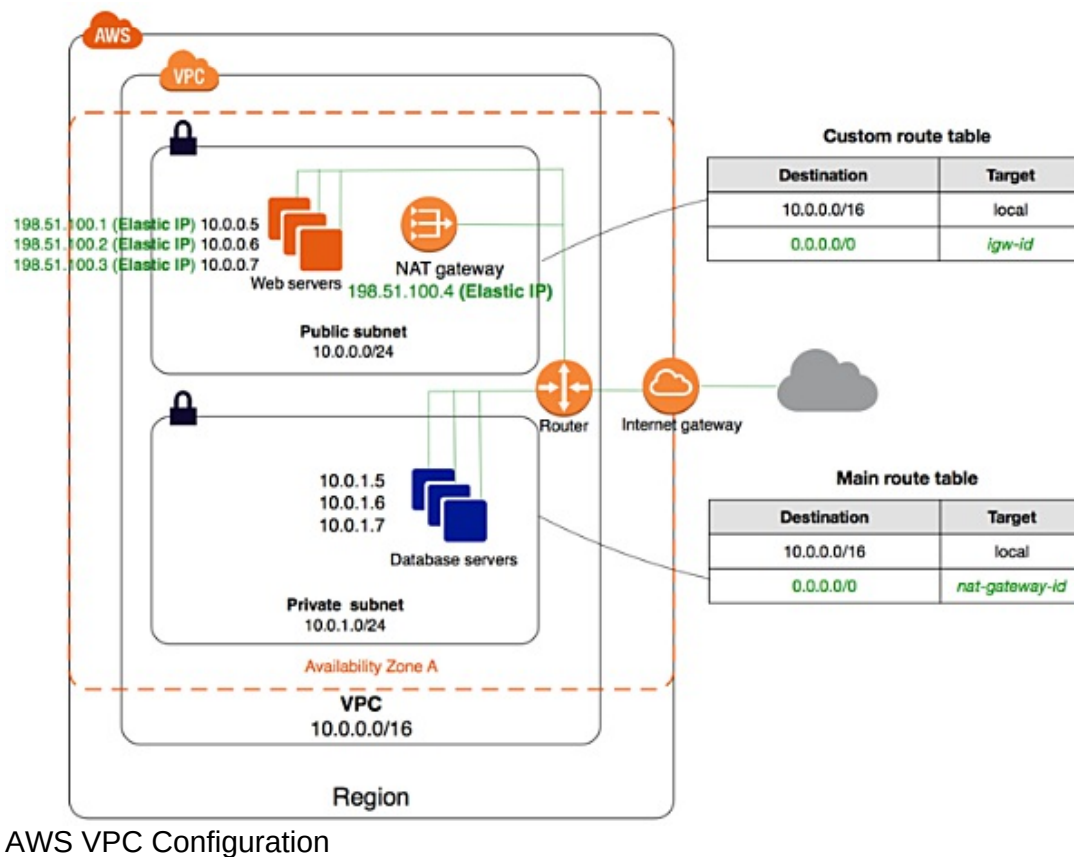 AWS
VPC
198.51.100.1 (Elastic IP) 10.0.0.5
198.51.100.2 (Elastic IP) 10.0.0.6
198.51.100.3 (Elastic IP) 10.0.0.7
Web servers
NAT gateway
198.51.100.4 (Elastic IP)
Public subnet
10.0.0.0/24
Custom route table
Destination Target
10.0.0.0/16 local
0.0.0.0/0 igw-id
Router
Internet gateway
10.0.1.5
10.0.1.6
10.0.1.7
Database servers
Private subnet
10.0.1.0/24
Main route table
Destination Target
10.0.0.0/16 local
0.0.0.0/0 nat-gateway-id
Availability Zone A
VPC
10.0.0.0/16
Region
AWS VPC Configuration